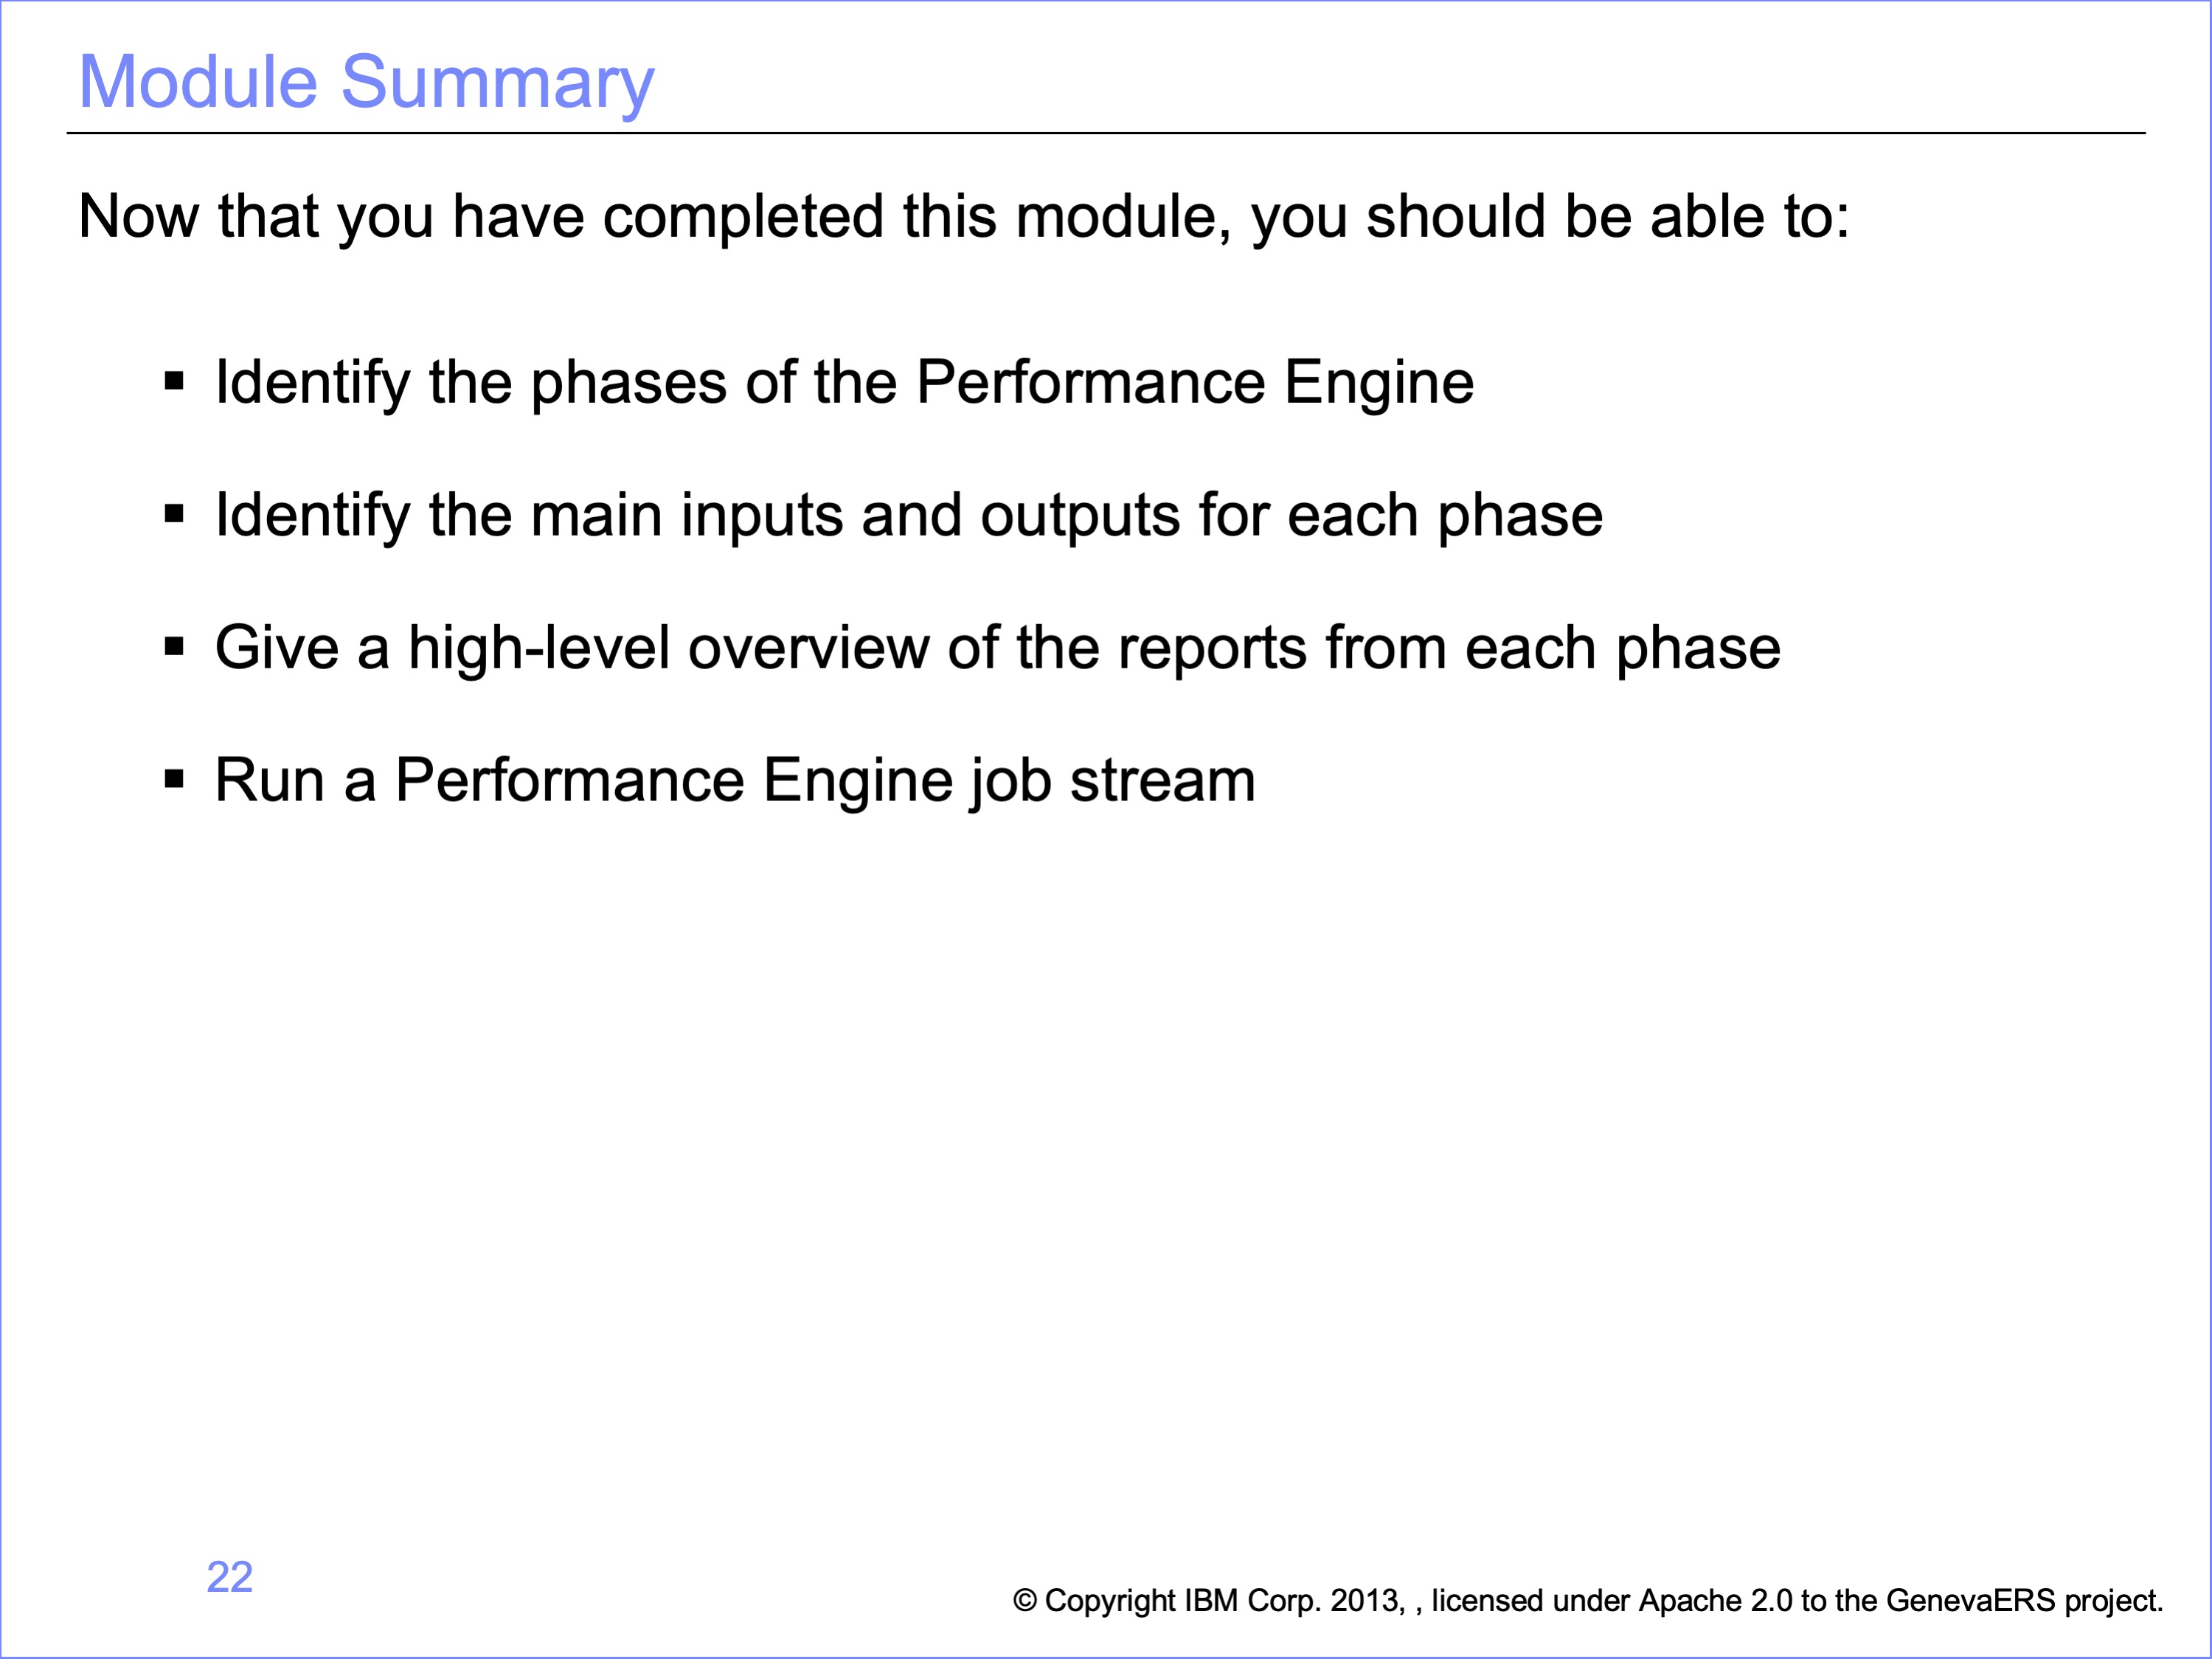 Module Summary
Now that you have completed this module, you should be able to:
▪ Identify the phases of the Performance Engine
▪ Identify the main inputs and outputs for each phase
▪ Give a high-level overview of the reports from each phase
▪ Run a Performance Engine job stream
22
© Copyright IBM Corp. 2013, , licensed under Apache 2.0 to the GenevaERS project.